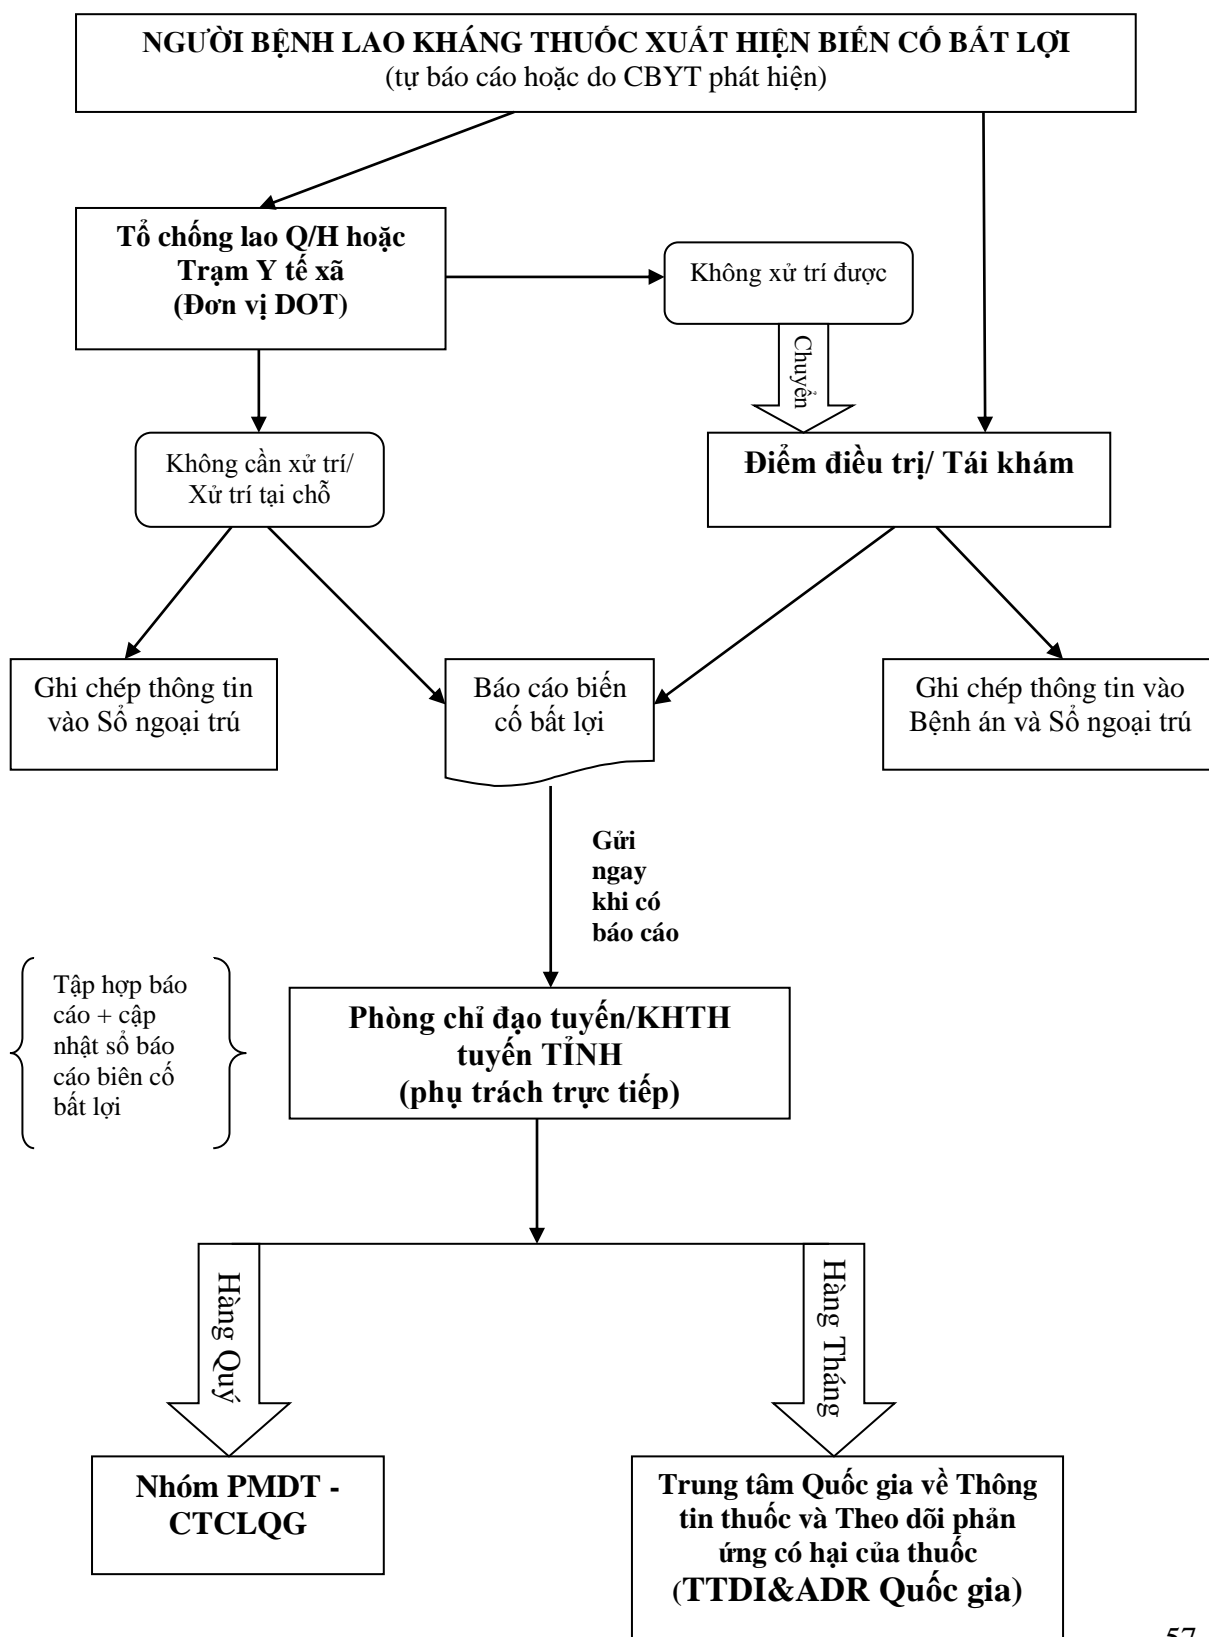 NGƯỜI BỆNH LAO KHÁNG THUỐC XUẤT HIỆN BIẾN CỐ BẤT LỢI
(tự báo cáo hoặc do CBYT phát hiện)
Tổ chống lao Q/H hoặc
Trạm Y tế xã
(Đơn vị DOT)
Không xử trí được
Chuyển
Không cần xử trí/
Xử trí tại chỗ
Điểm điều trị/ Tái khám
Ghi chép thông tin
vào Sổ ngoại trú
Báo cáo biến
cố bất lợi
Ghi chép thông tin vào
Bệnh án và Sổ ngoại trú
Gửi
ngay
khi có
báo cáo
Tập hợp báo
cáo + cập
nhật sổ báo
cáo biên cố
bất lợi
Phòng chỉ đạo tuyến/KHTH
tuyến TỈNH
(phụ trách trực tiếp)
Hàng Quý
Hàng Tháng
Nhóm PMDT -
CTCLQG
Trung tâm Quốc gia về Thông
tin thuốc và Theo dõi phản
ứng có hại của thuốc
(TTDI&ADR Quốc gia)
57